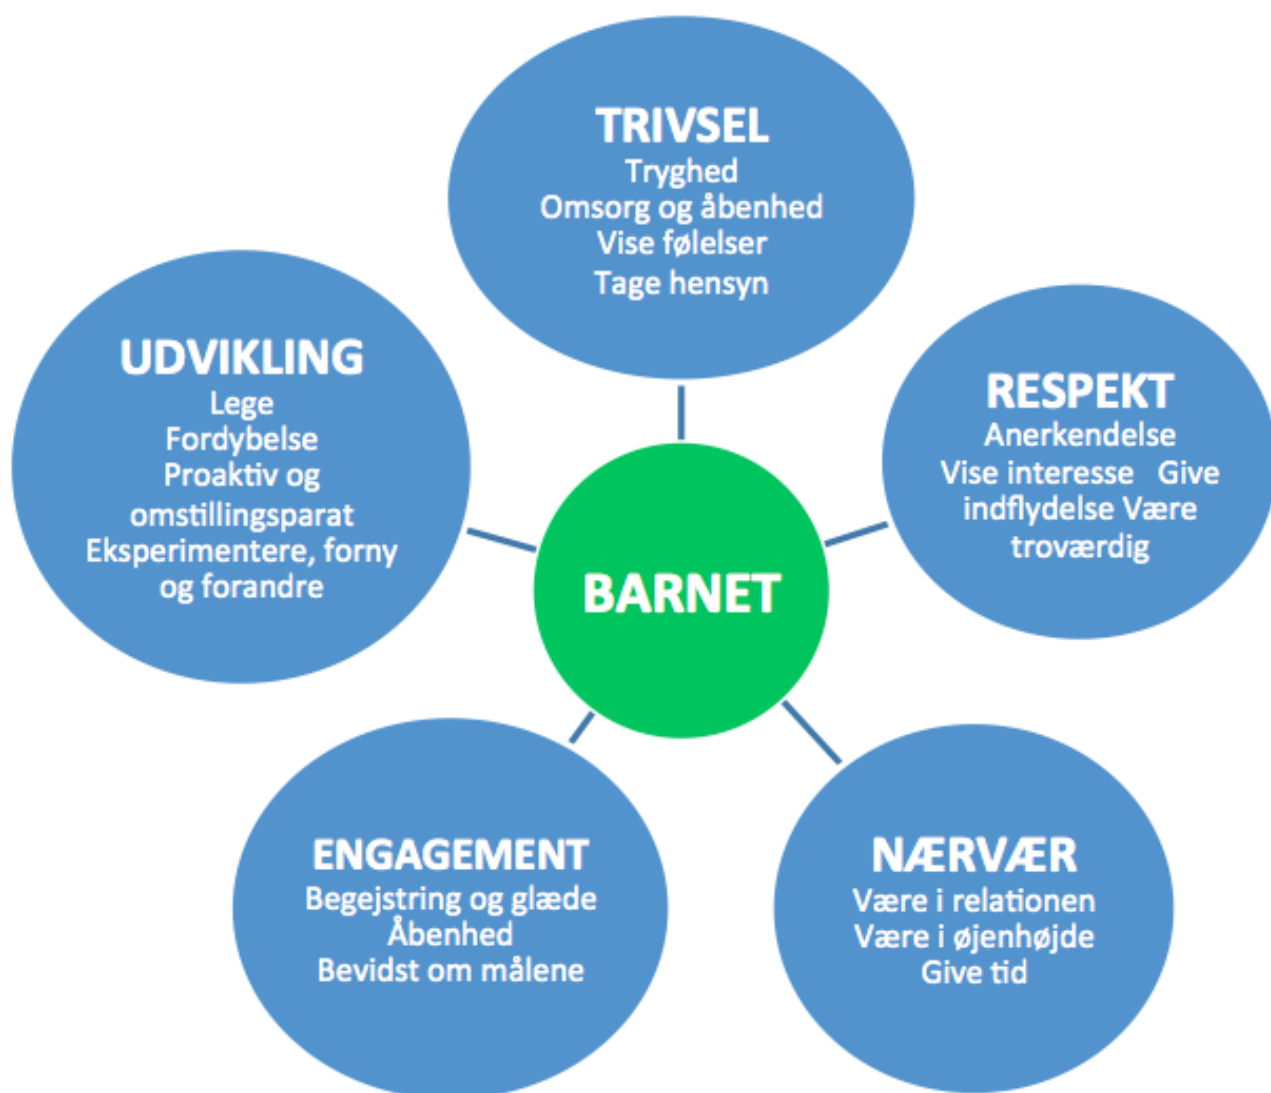 TRIVSEL
Tryghed
Omsorg og åbenhed
Vise følelser
Tage hensyn
UDVIKLING
Lege
Fordybelse
Proaktiv og
omstillingsparat
Eksperimentere, forny
og forandre
RESPEKT
Anerkendelse
Vise interesse   Give
indflydelse Være
troværdig
BARNET
ENGAGEMENT
Begejstring og glæde
Åbenhed
Bevidst om målene
NÆRVÆR
Være i relationen
Være i øjenhøjde
Give tid